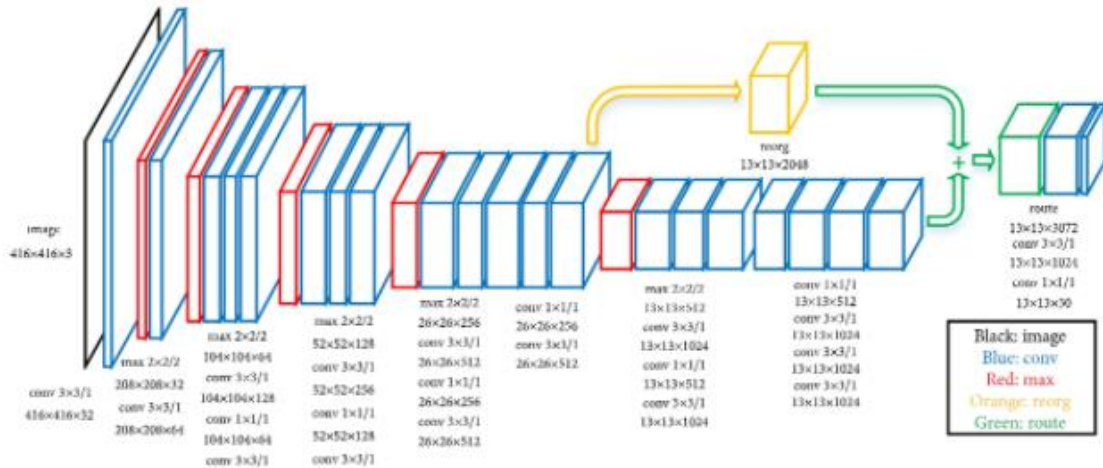 image
416×416×3
conv 3×3/1
416×416×32
max 2×2/2
208×208×32
conv 3×3/1
208×208×64
max 2×2/2
104×104×64
conv 3×3/1
104×104×128
conv 1×1/1
104×104×64
conv 3×3/1
max 2×2/2
52×52×128
conv 3×3/1
52×52×256
conv 1×1/1
52×52×128
conv 3×3/1
max 2×2/2
26×26×256
conv 3×3/1
26×26×512
conv 1×1/1
26×26×256
conv 3×3/1
26×26×512
conv 1×1/1
26×26×256
conv 3×3/1
26×26×512
reorg
13×13×2048
max 2×2/2
13×13×512
conv 3×3/1
13×13×1024
conv 1×1/1
13×13×512
conv 3×3/1
13×13×1024
conv 1×1/1
13×13×512
conv 3×3/1
13×13×1024
conv 3×3/1
13×13×1024
conv 3×3/1
13×13×1024
+
route
13×13×3072
conv 3×3/1
13×13×1024
conv 1×1/1
13×13×30
Black: image
Blue: conv
Red: max
Orange: reorg
Green: route